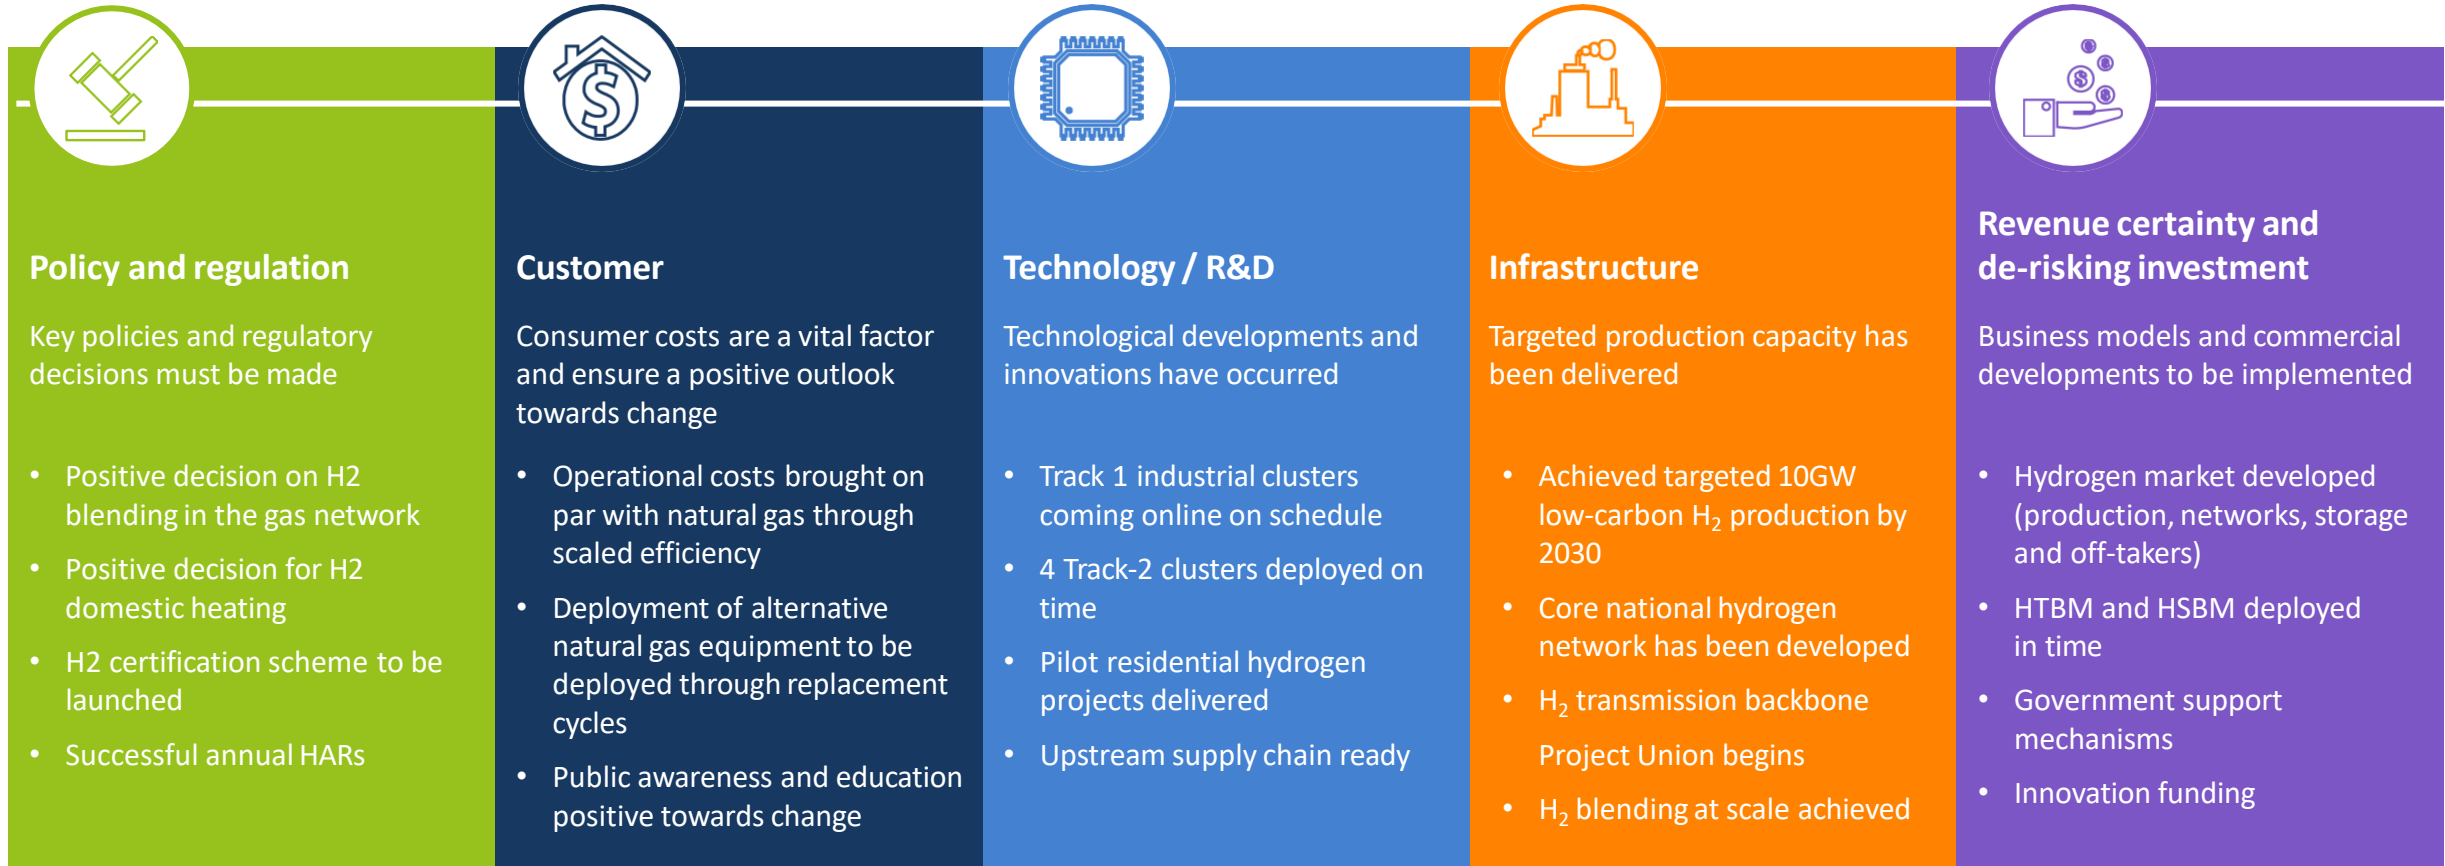 Policy and regulation
Key policies and regulatory
decisions must be made
• Positive decision on H2
blending in the gas network
• Positive decision for H2
domestic heating
• H2 certification scheme to be
launched
• Successful annual HARs
Customer
Consumer costs are a vital factor
and ensure a positive outlook
towards change
• Operational costs brought on
par with natural gas through
scaled efficiency
• Deployment of alternative
natural gas equipment to be
deployed through replacement
cycles
• Public awareness and education
positive towards change
Technology / R&D
Technological developments and
innovations have occurred
• Track 1 industrial clusters
coming online on schedule
• 4 Track-2 clusters deployed on
time
• Pilot residential hydrogen
projects delivered
• Upstream supply chain ready
Infrastructure
Targeted production capacity has
been delivered
• Achieved targeted 10GW
low-carbon H₂ production by
2030
• Core national hydrogen
network has been developed
• H₂ transmission backbone
Project Union begins
• H₂ blending at scale achieved
Revenue certainty and
de-risking investment
Business models and commercial
developments to be implemented
• Hydrogen market developed
(production, networks, storage
and off-takers)
• HTBM and HSBM deployed
in time
• Government support
mechanisms
• Innovation funding